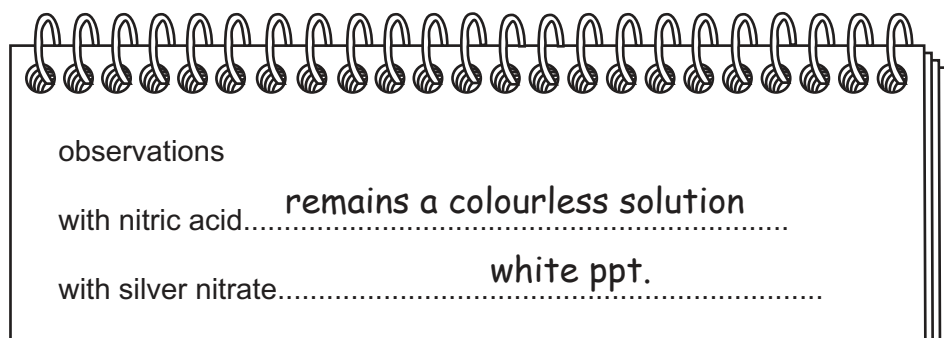 observations
with nitric acid.....remains a colourless solution.....
with silver nitrate.....white ppt......